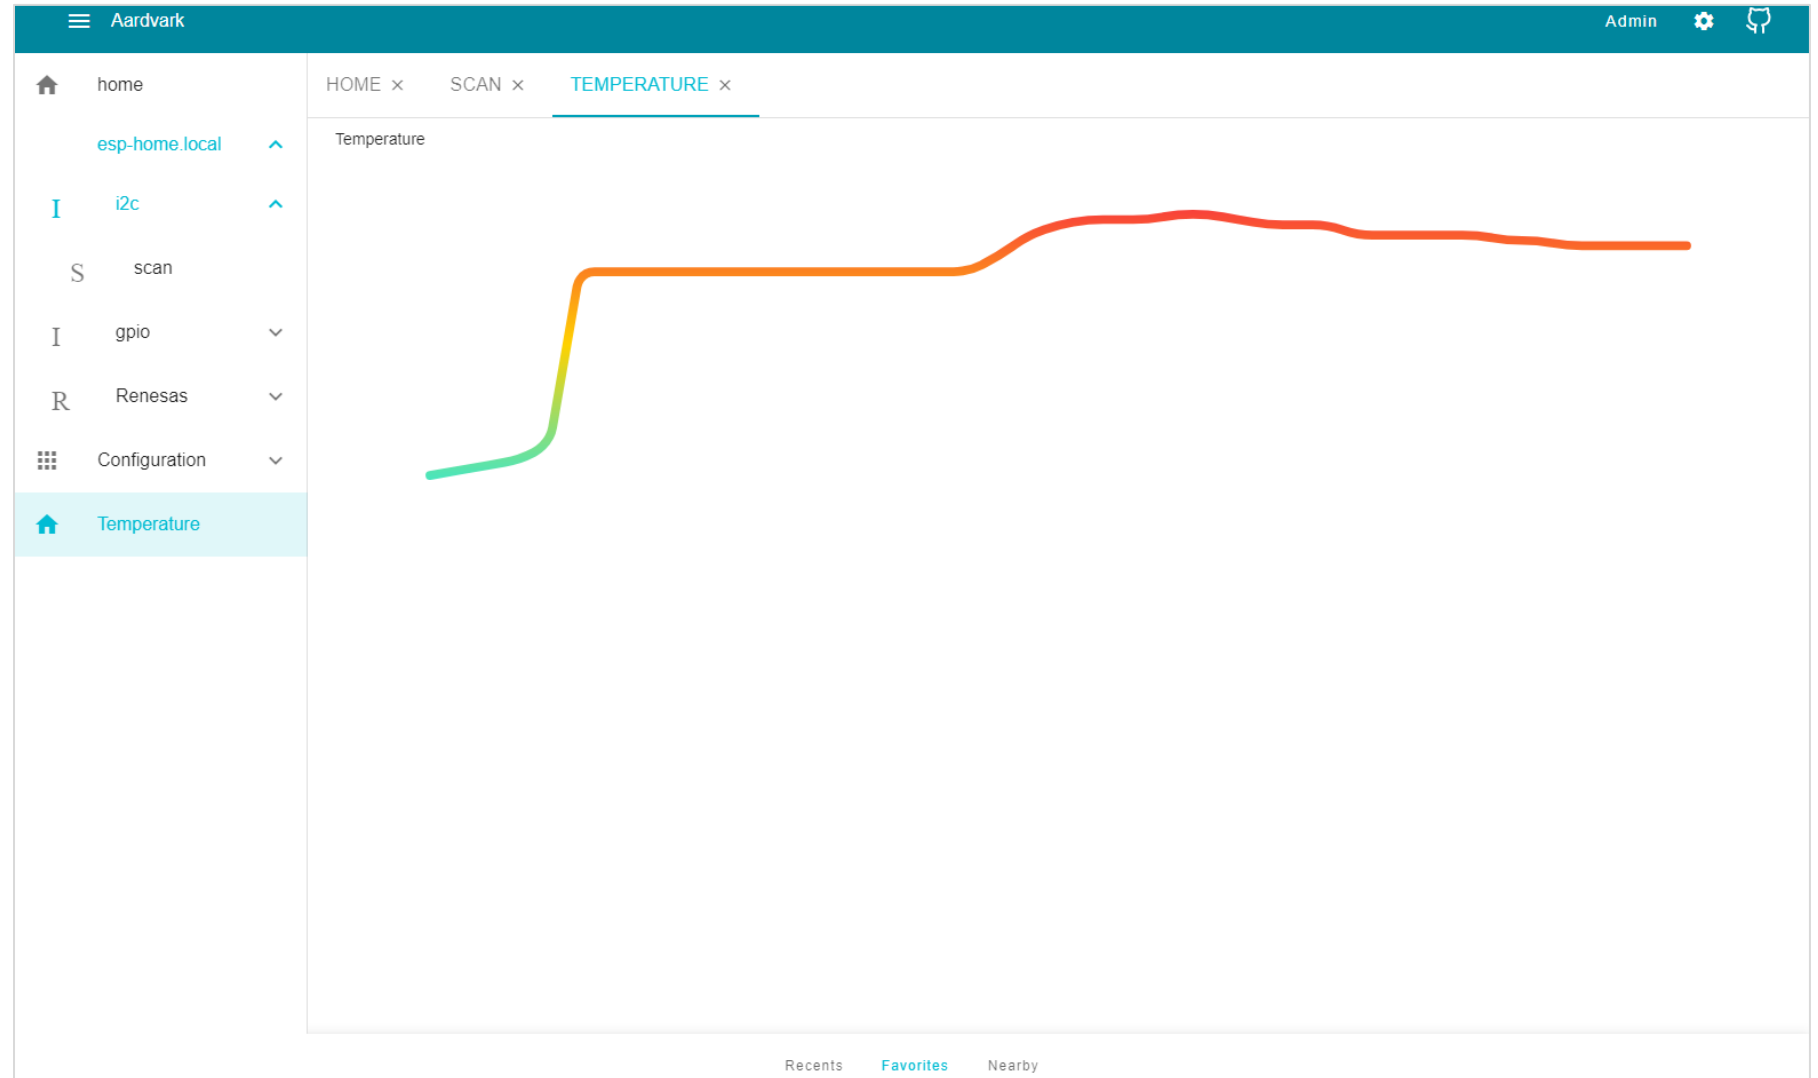 Aardvark
Admin
home
HOME
SCAN
TEMPERATURE
esp-home.local
Temperature
I i2c
S scan
I gpio
R Renesas
Configuration
Temperature
Recents Favorites Nearby